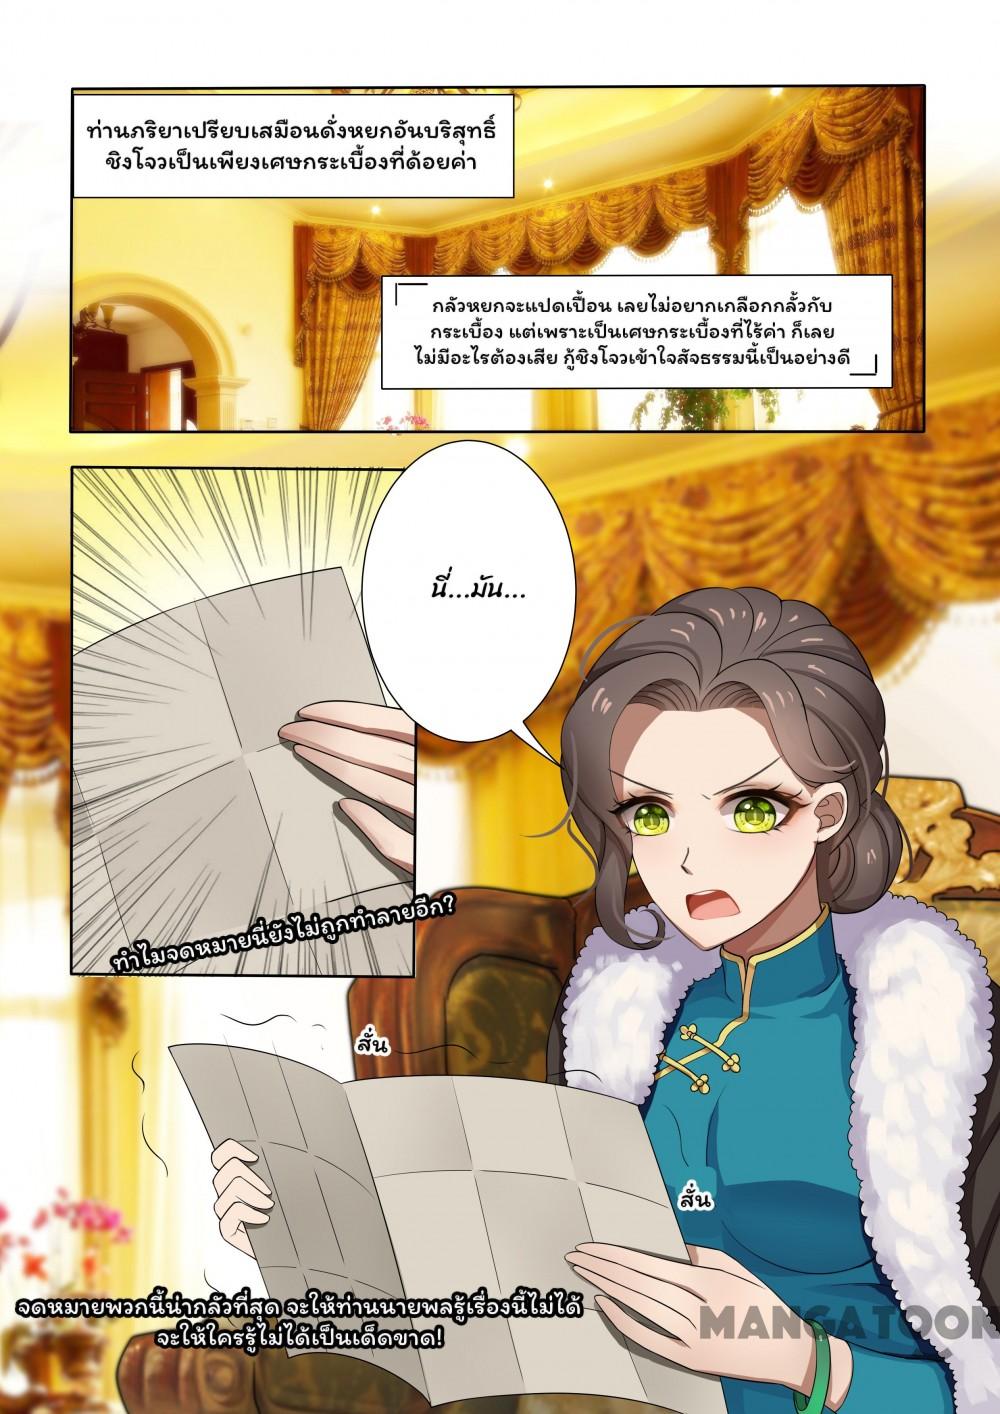 ท่านภริยาเปรียบเสมือนดั่งหยกอันบริสุทธิ์
ชิงโจวเป็นเพียงเศษกระเบื้องที่ด้อยค่า
กลัวหยกจะแปดเปื้อน เลยไม่อยากเกลือกกลั้วกับ
กระเบื้อง แต่เพราะเป็นเศษกระเบื้องที่ไร้ค่า ก็เลย
ไม่มีอะไรต้องเสีย กู้ชิงโจวเข้าใจสัจธรรมนี้เป็นอย่างดี
นี่...มัน...
ทำไมจดหมายนี่ยังไม่ถูกทำลายอีก?
สั่น
สั่น
จดหมายพวกนี้น่ากลัวที่สุด จะให้ท่านนายพลรู้เรื่องนี้ไม่ได้
จะให้ใครรู้ไม่ได้เป็นเด็ดขาด!
MANGATOON